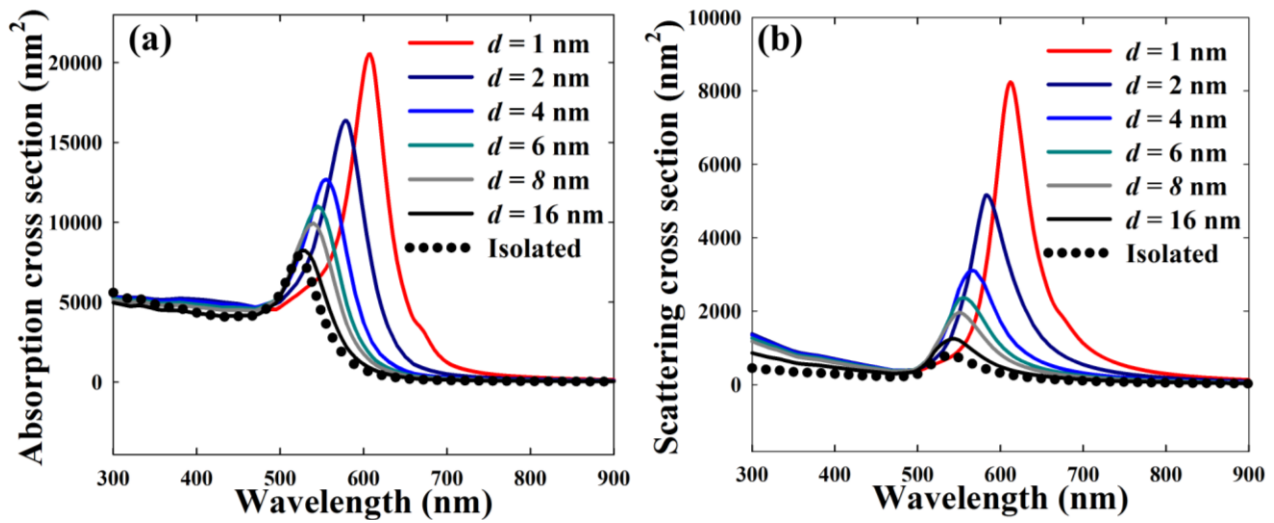 (a)
Absorption cross section (nm²)
20000
15000
10000
5000
0
d = 1 nm
d = 2 nm
d = 4 nm
d = 6 nm
d = 8 nm
d = 16 nm
Isolated
300 400 500 600 700 800 900
Wavelength (nm)
(b)
Scattering cross section (nm²)
10000
8000
6000
4000
2000
0
d = 1 nm
d = 2 nm
d = 4 nm
d = 6 nm
d = 8 nm
d = 16 nm
Isolated
300 400 500 600 700 800 900
Wavelength (nm)